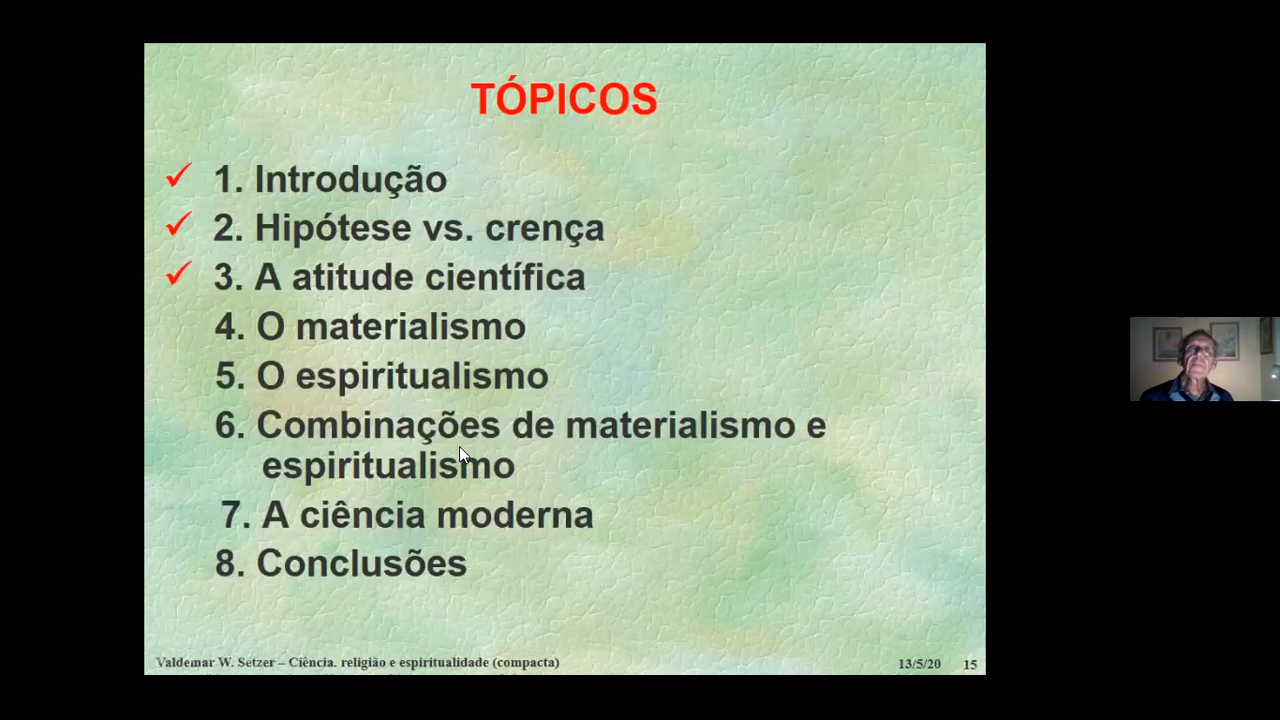 TÓPICOS
✓ 1. Introdução
✓ 2. Hipótese vs. crença
✓ 3. A atitude científica
4. O materialismo
5. O espiritualismo
6. Combinações de materialismo e
espiritualismo
7. A ciência moderna
8. Conclusões
Valdemar W. Setzer – Ciência. religião e espiritualidade (compacta) 13/5/20 15